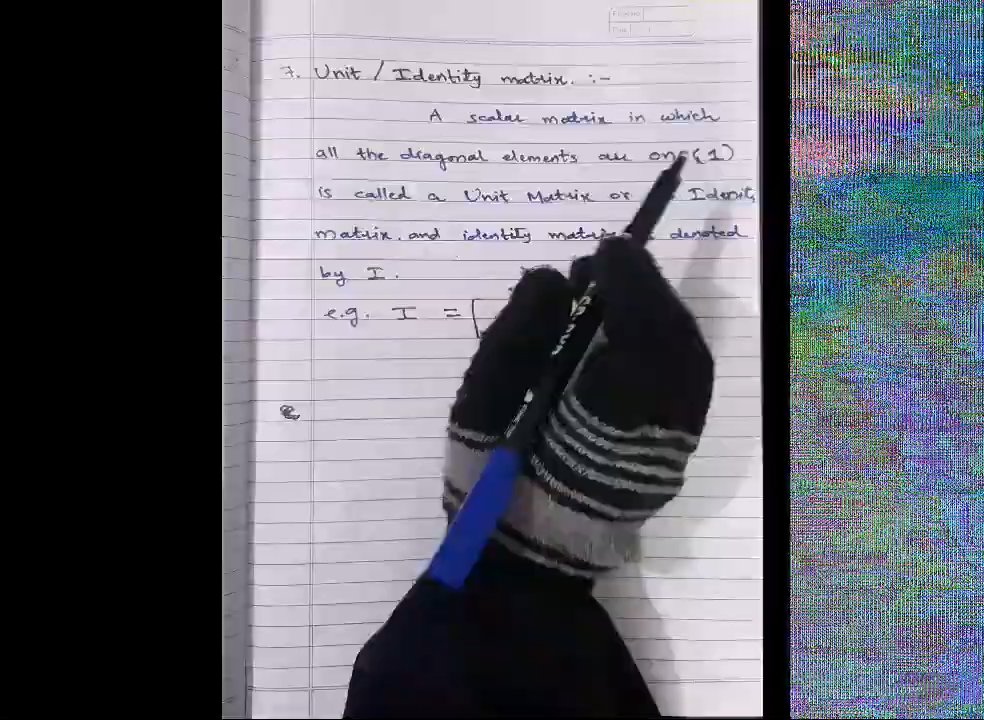 7. Unit / Identity matrix. :-
A scalar matrix in which
all the diagonal elements are one(1)
is called a Unit Matrix or Idenit
matrix. and identity matrix denoted
by I.
e.g. I = [